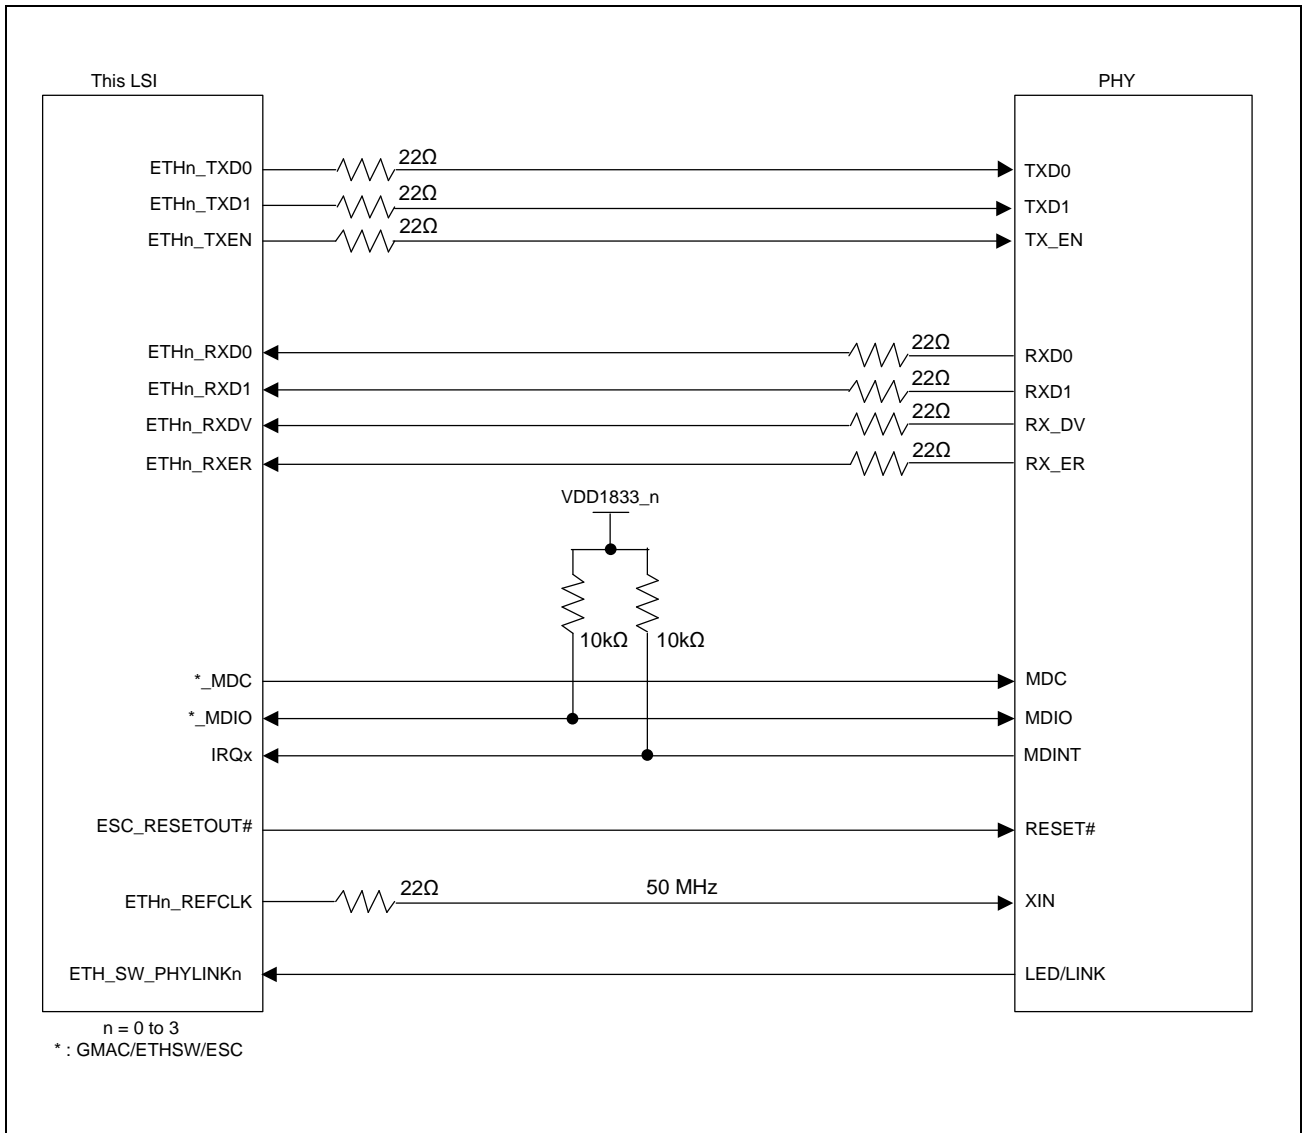 This LSI
PHY
ETHn_TXD0
22Ω
TXD0
ETHn_TXD1
22Ω
TXD1
ETHn_TXEN
22Ω
TX_EN
ETHn_RXD0
22Ω
RXD0
ETHn_RXD1
22Ω
RXD1
ETHn_RXDV
22Ω
RX_DV
ETHn_RXER
22Ω
RX_ER
VDD1833_n
10kΩ
10kΩ
*_MDC
MDC
*_MDIO
MDIO
IRQx
MDINT
ESC_RESETOUT#
RESET#
ETHn_REFCLK
22Ω
50 MHz
XIN
ETH_SW_PHYLINKn
LED/LINK
n = 0 to 3
* : GMAC/ETHSW/ESC